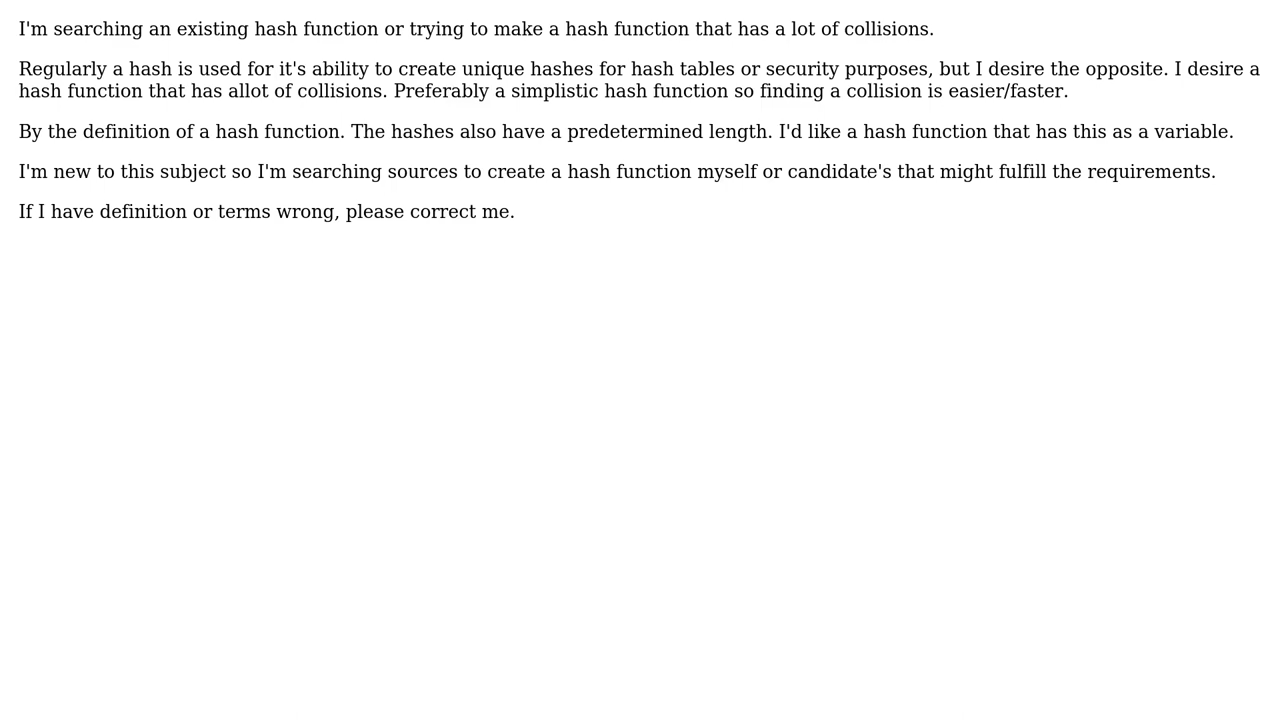 I'm searching an existing hash function or trying to make a hash function that has a lot of collisions.
Regularly a hash is used for it's ability to create unique hashes for hash tables or security purposes, but I desire the opposite. I desire a
hash function that has allot of collisions. Preferably a simplistic hash function so finding a collision is easier/faster.
By the definition of a hash function. The hashes also have a predetermined length. I'd like a hash function that has this as a variable.
I'm new to this subject so I'm searching sources to create a hash function myself or candidate's that might fulfill the requirements.
If I have definition or terms wrong, please correct me.